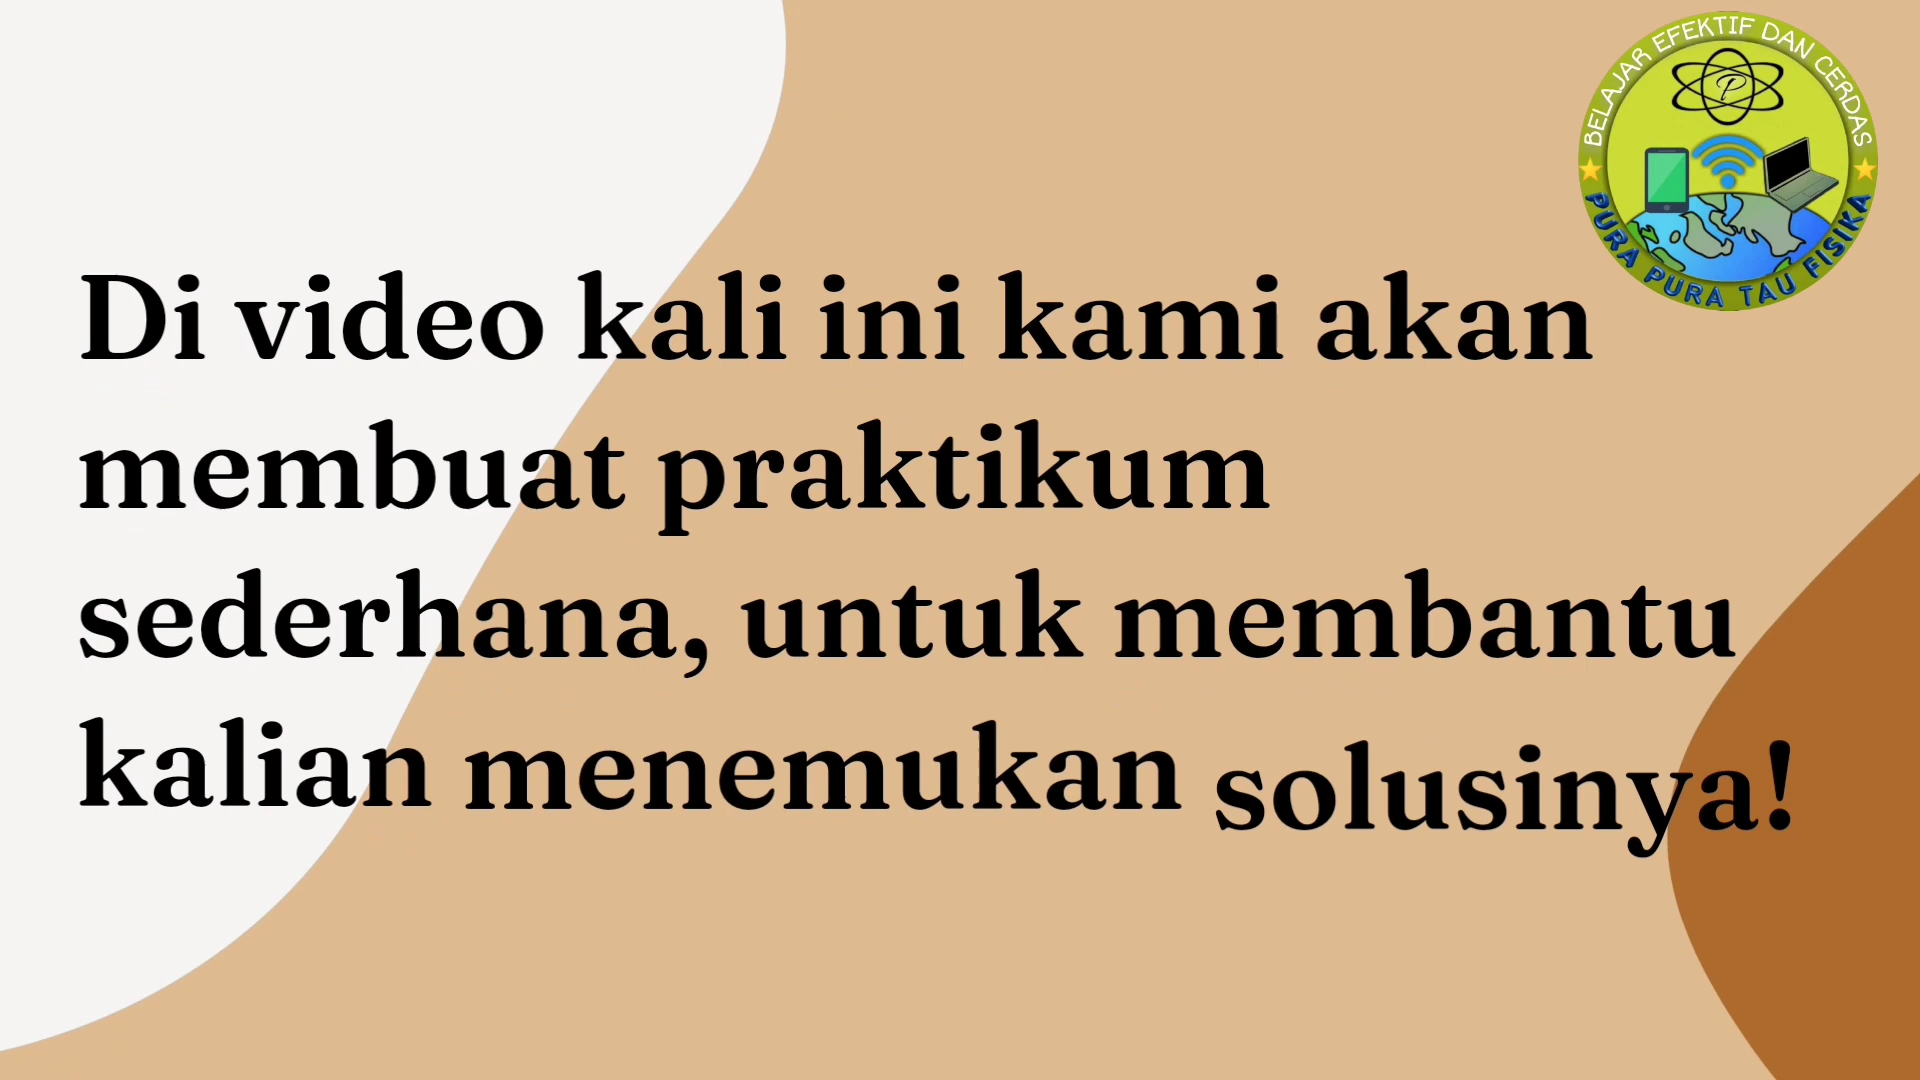 BELAJAR EFEKTIF DAN CERDAS
P
PURA PURA TAU FISIKA
Di video kali ini kami akan
membuat praktikum
sederhana, untuk membantu
kalian menemukan solusinya!